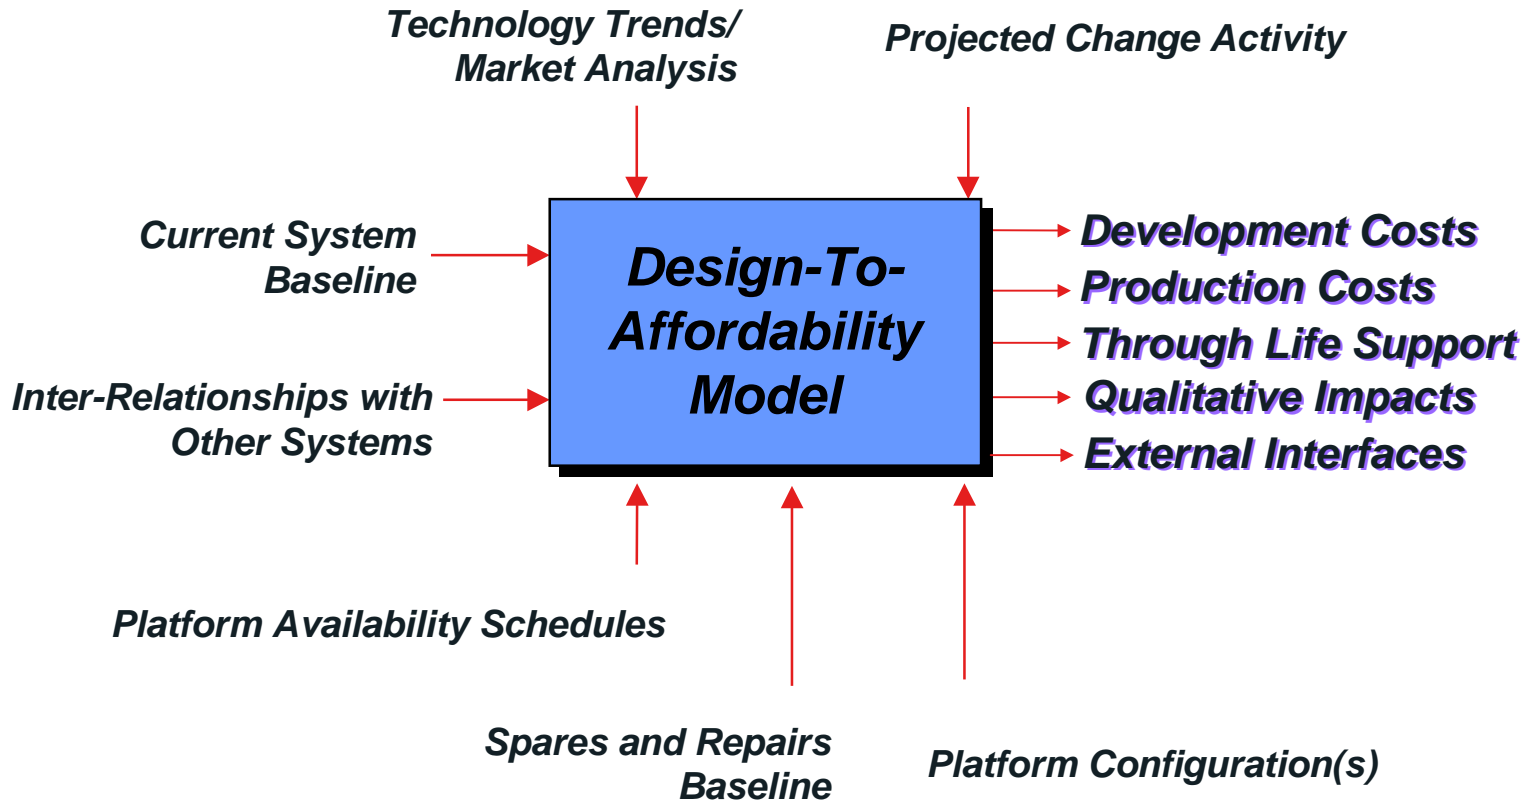 Technology Trends/
Market Analysis
Projected Change Activity
Current System
Baseline
Inter-Relationships with
Other Systems
Design-To-
Affordability
Model
Development Costs
Production Costs
Through Life Support
Qualitative Impacts
External Interfaces
Platform Availability Schedules
Spares and Repairs
Baseline
Platform Configuration(s)